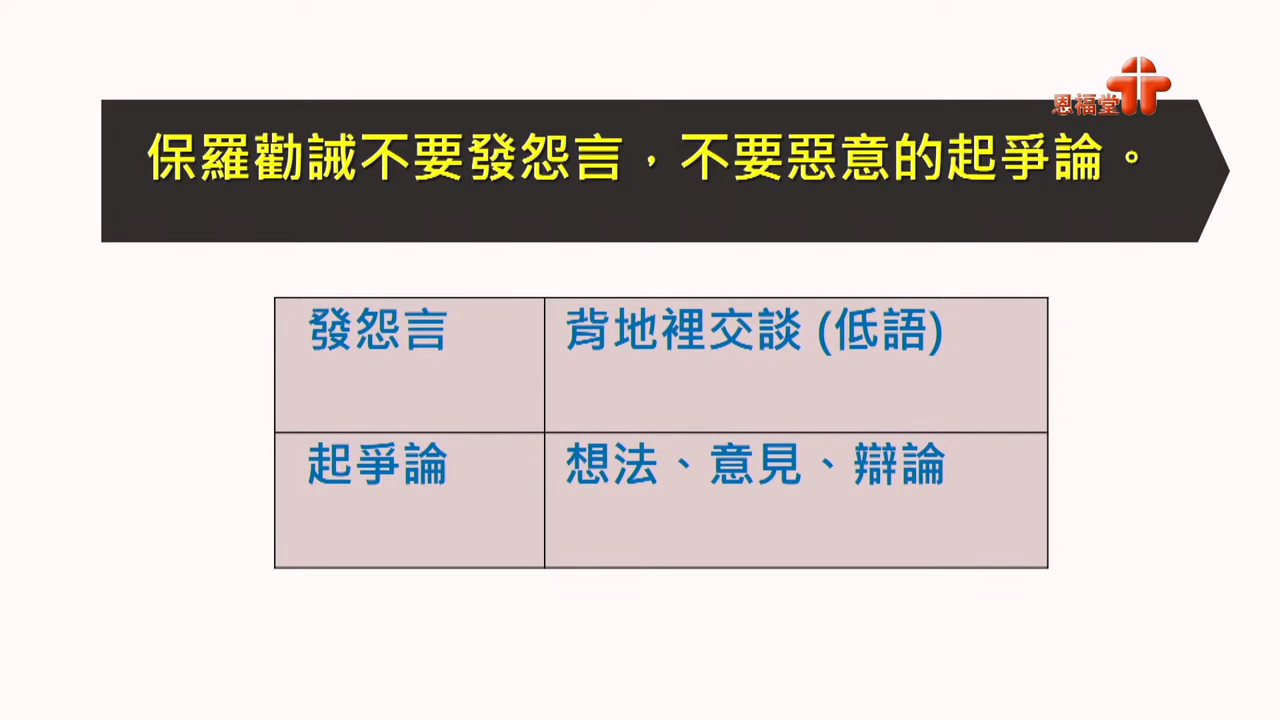 恩福堂
保羅勸誡不要發怨言，不要惡意的起爭論。
發怨言
背地裡交談 (低語)
起爭論
想法、意見、辯論